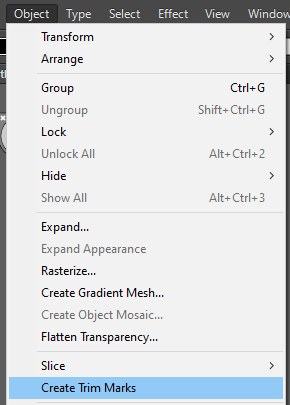 Object Type Select Effect View Window
Transform
Arrange
Group Ctrl+G
Ungroup Shift+Ctrl+G
Lock
Unlock All Alt+Ctrl+2
Hide
Show All Alt+Ctrl+3
Expand...
Expand Appearance
Rasterize...
Create Gradient Mesh...
Create Object Mosaic...
Flatten Transparency...
Slice
Create Trim Marks